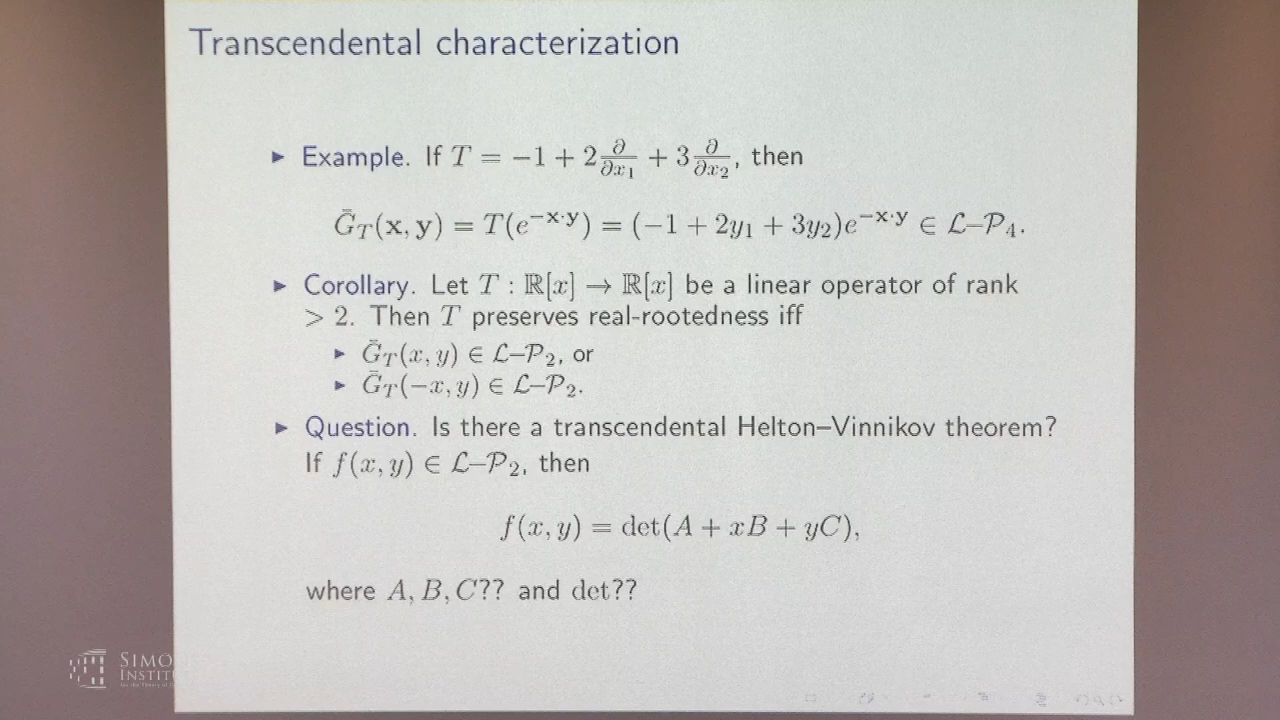 Transcendental characterization
▸ Example. If T = −1 + 2 ∂/∂x₁ + 3 ∂/∂x₂, then
Ḡ_T(x, y) = T(e^{−x·y}) = (−1 + 2y₁ + 3y₂)e^{−x·y} ∈ ℒ–𝒫₄.
▸ Corollary. Let T : ℝ[x] → ℝ[x] be a linear operator of rank
> 2. Then T preserves real-rootedness iff
▸ Ḡ_T(x, y) ∈ ℒ–𝒫₂, or
▸ Ḡ_T(−x, y) ∈ ℒ–𝒫₂.
▸ Question. Is there a transcendental Helton–Vinnikov theorem?
If f(x, y) ∈ ℒ–𝒫₂, then
f(x, y) = det(A + xB + yC),
where A, B, C?? and det??